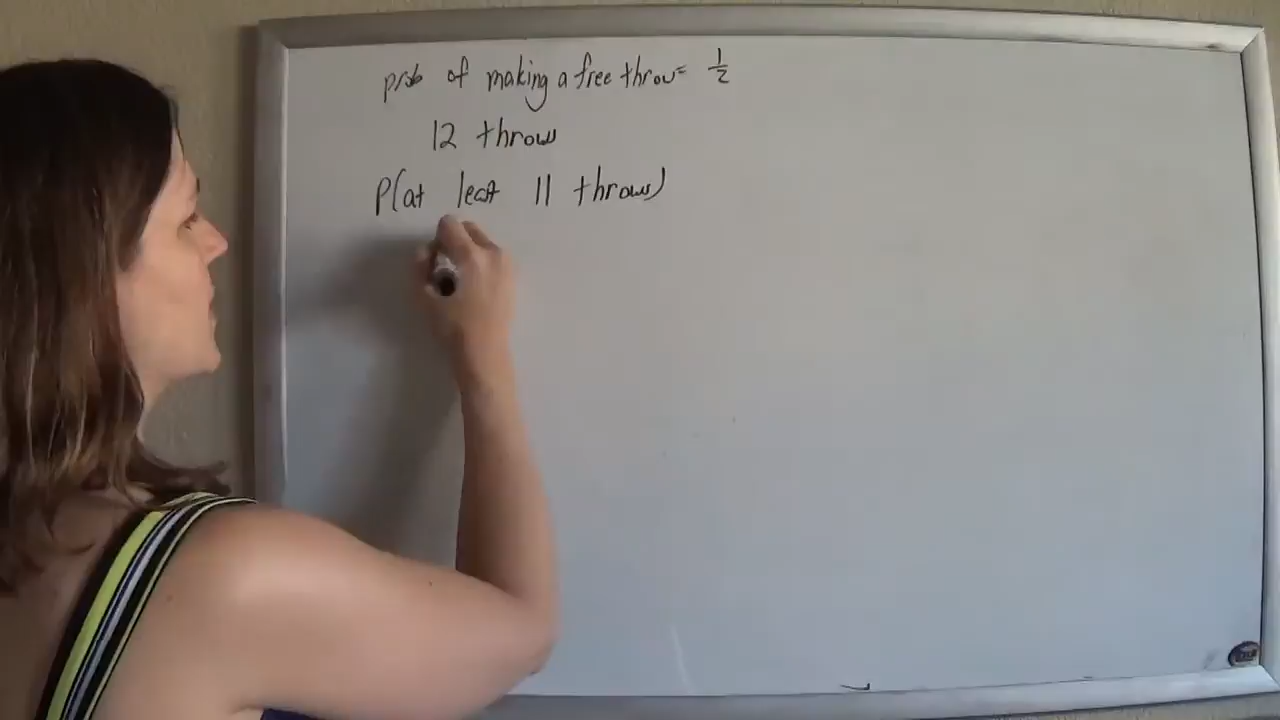 prob of making a free throw = 1/2
12 throw
P(at least 11 throws)